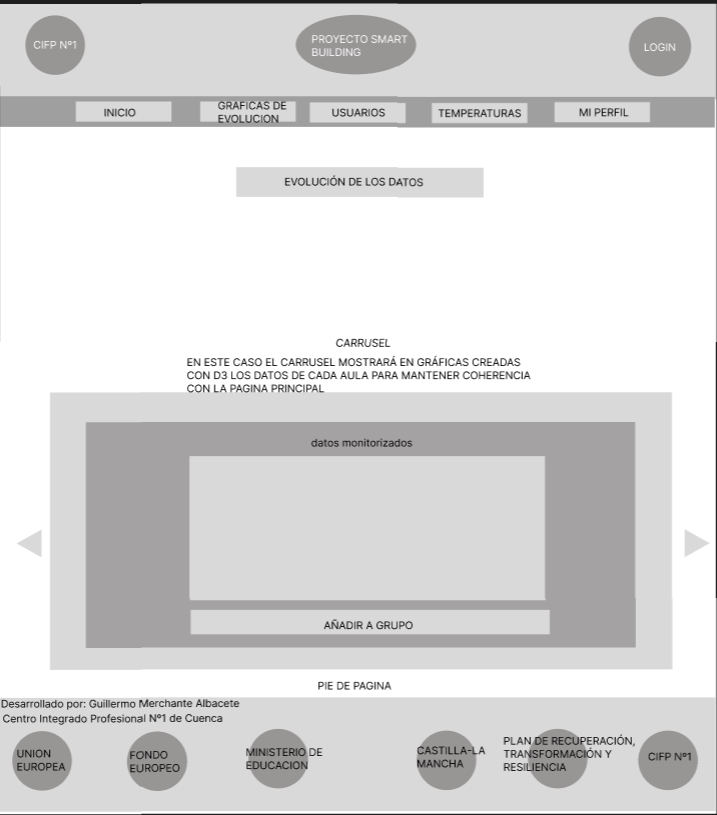 CIFP Nº1
PROYECTO SMART
BUILDING
LOGIN
INICIO
GRAFICAS DE
EVOLUCION
USUARIOS
TEMPERATURAS
MI PERFIL
EVOLUCIÓN DE LOS DATOS
CARRUSEL
EN ESTE CASO EL CARRUSEL MOSTRARÁ EN GRÁFICAS CREADAS
CON D3 LOS DATOS DE CADA AULA PARA MANTENER COHERENCIA
CON LA PAGINA PRINCIPAL
datos monitorizados
AÑADIR A GRUPO
PIE DE PAGINA
Desarrollado por: Guillermo Merchante Albacete
Centro Integrado Profesional Nº1 de Cuenca
UNION
EUROPEA
FONDO
EUROPEO
MINISTERIO DE
EDUCACION
CASTILLA-LA
MANCHA
PLAN DE RECUPERACIÓN,
TRANSFORMACIÓN Y
RESILIENCIA
CIFP Nº1